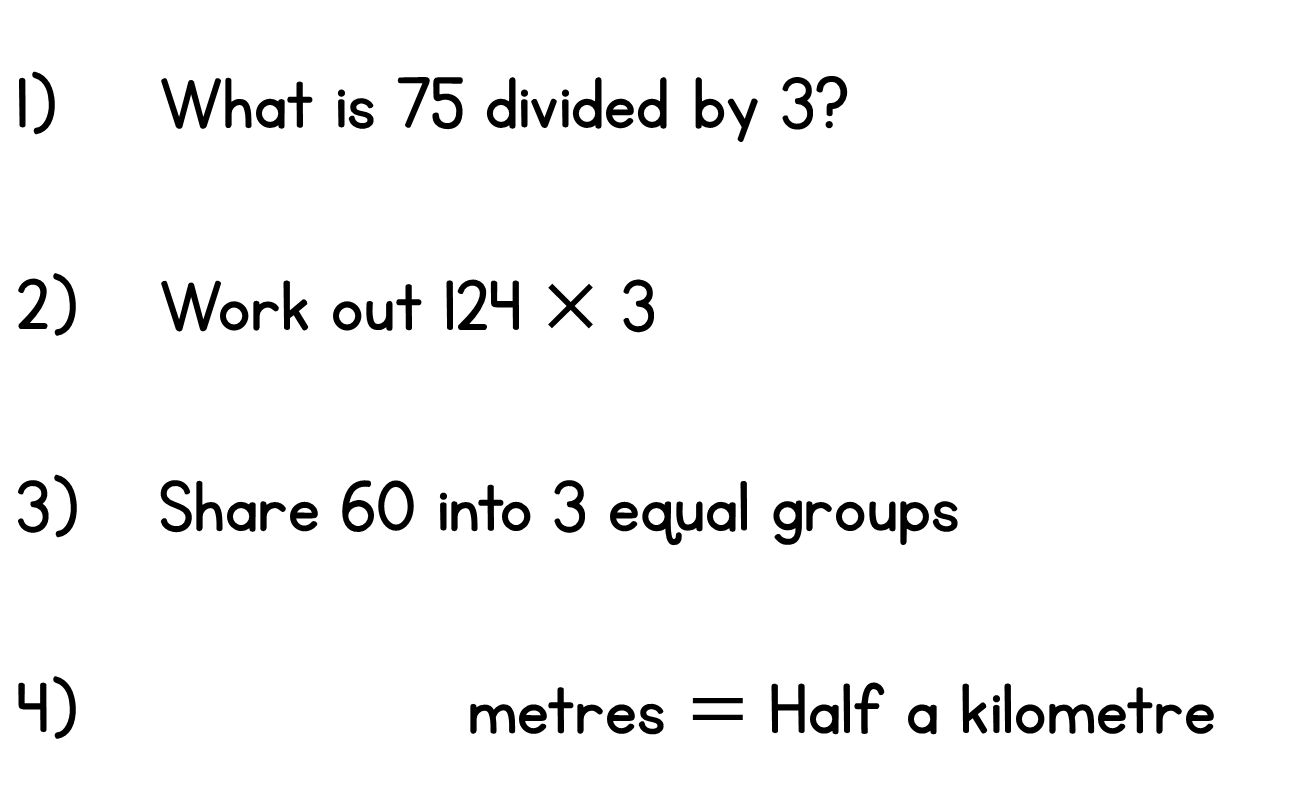 1) What is 75 divided by 3?
2) Work out 124 × 3
3) Share 60 into 3 equal groups
4) metres = Half a kilometre